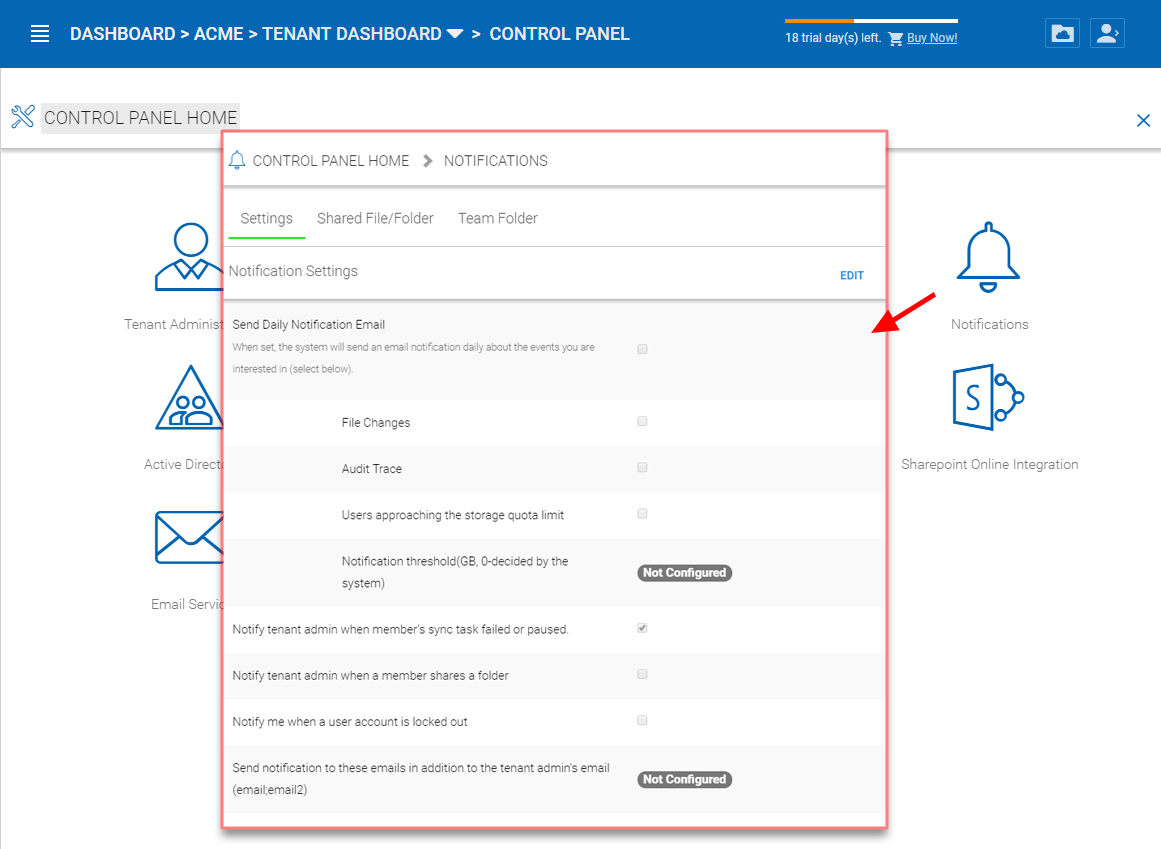 DASHBOARD > ACME > TENANT DASHBOARD > CONTROL PANEL
18 trial day(s) left. Buy Now!
CONTROL PANEL HOME
CONTROL PANEL HOME NOTIFICATIONS
Settings Shared File/Folder Team Folder
Notification Settings
EDIT
Tenant Administ
Send Daily Notification Email
Notifications
When set, the system will send an email notification daily about the events you are
interested in (select below).
File Changes
Active Direct
Audit Trace
Sharepoint Online Integration
S
Users approaching the storage quota limit
Notification threshold(GB, 0-decided by the
system)
Not Configured
Email Servic
Notify tenant admin when member's sync task failed or paused.
Notify tenant admin when a member shares a folder
Notify me when a user account is locked out
Send notification to these emails in addition to the tenant admin's email
(email;email2)
Not Configured